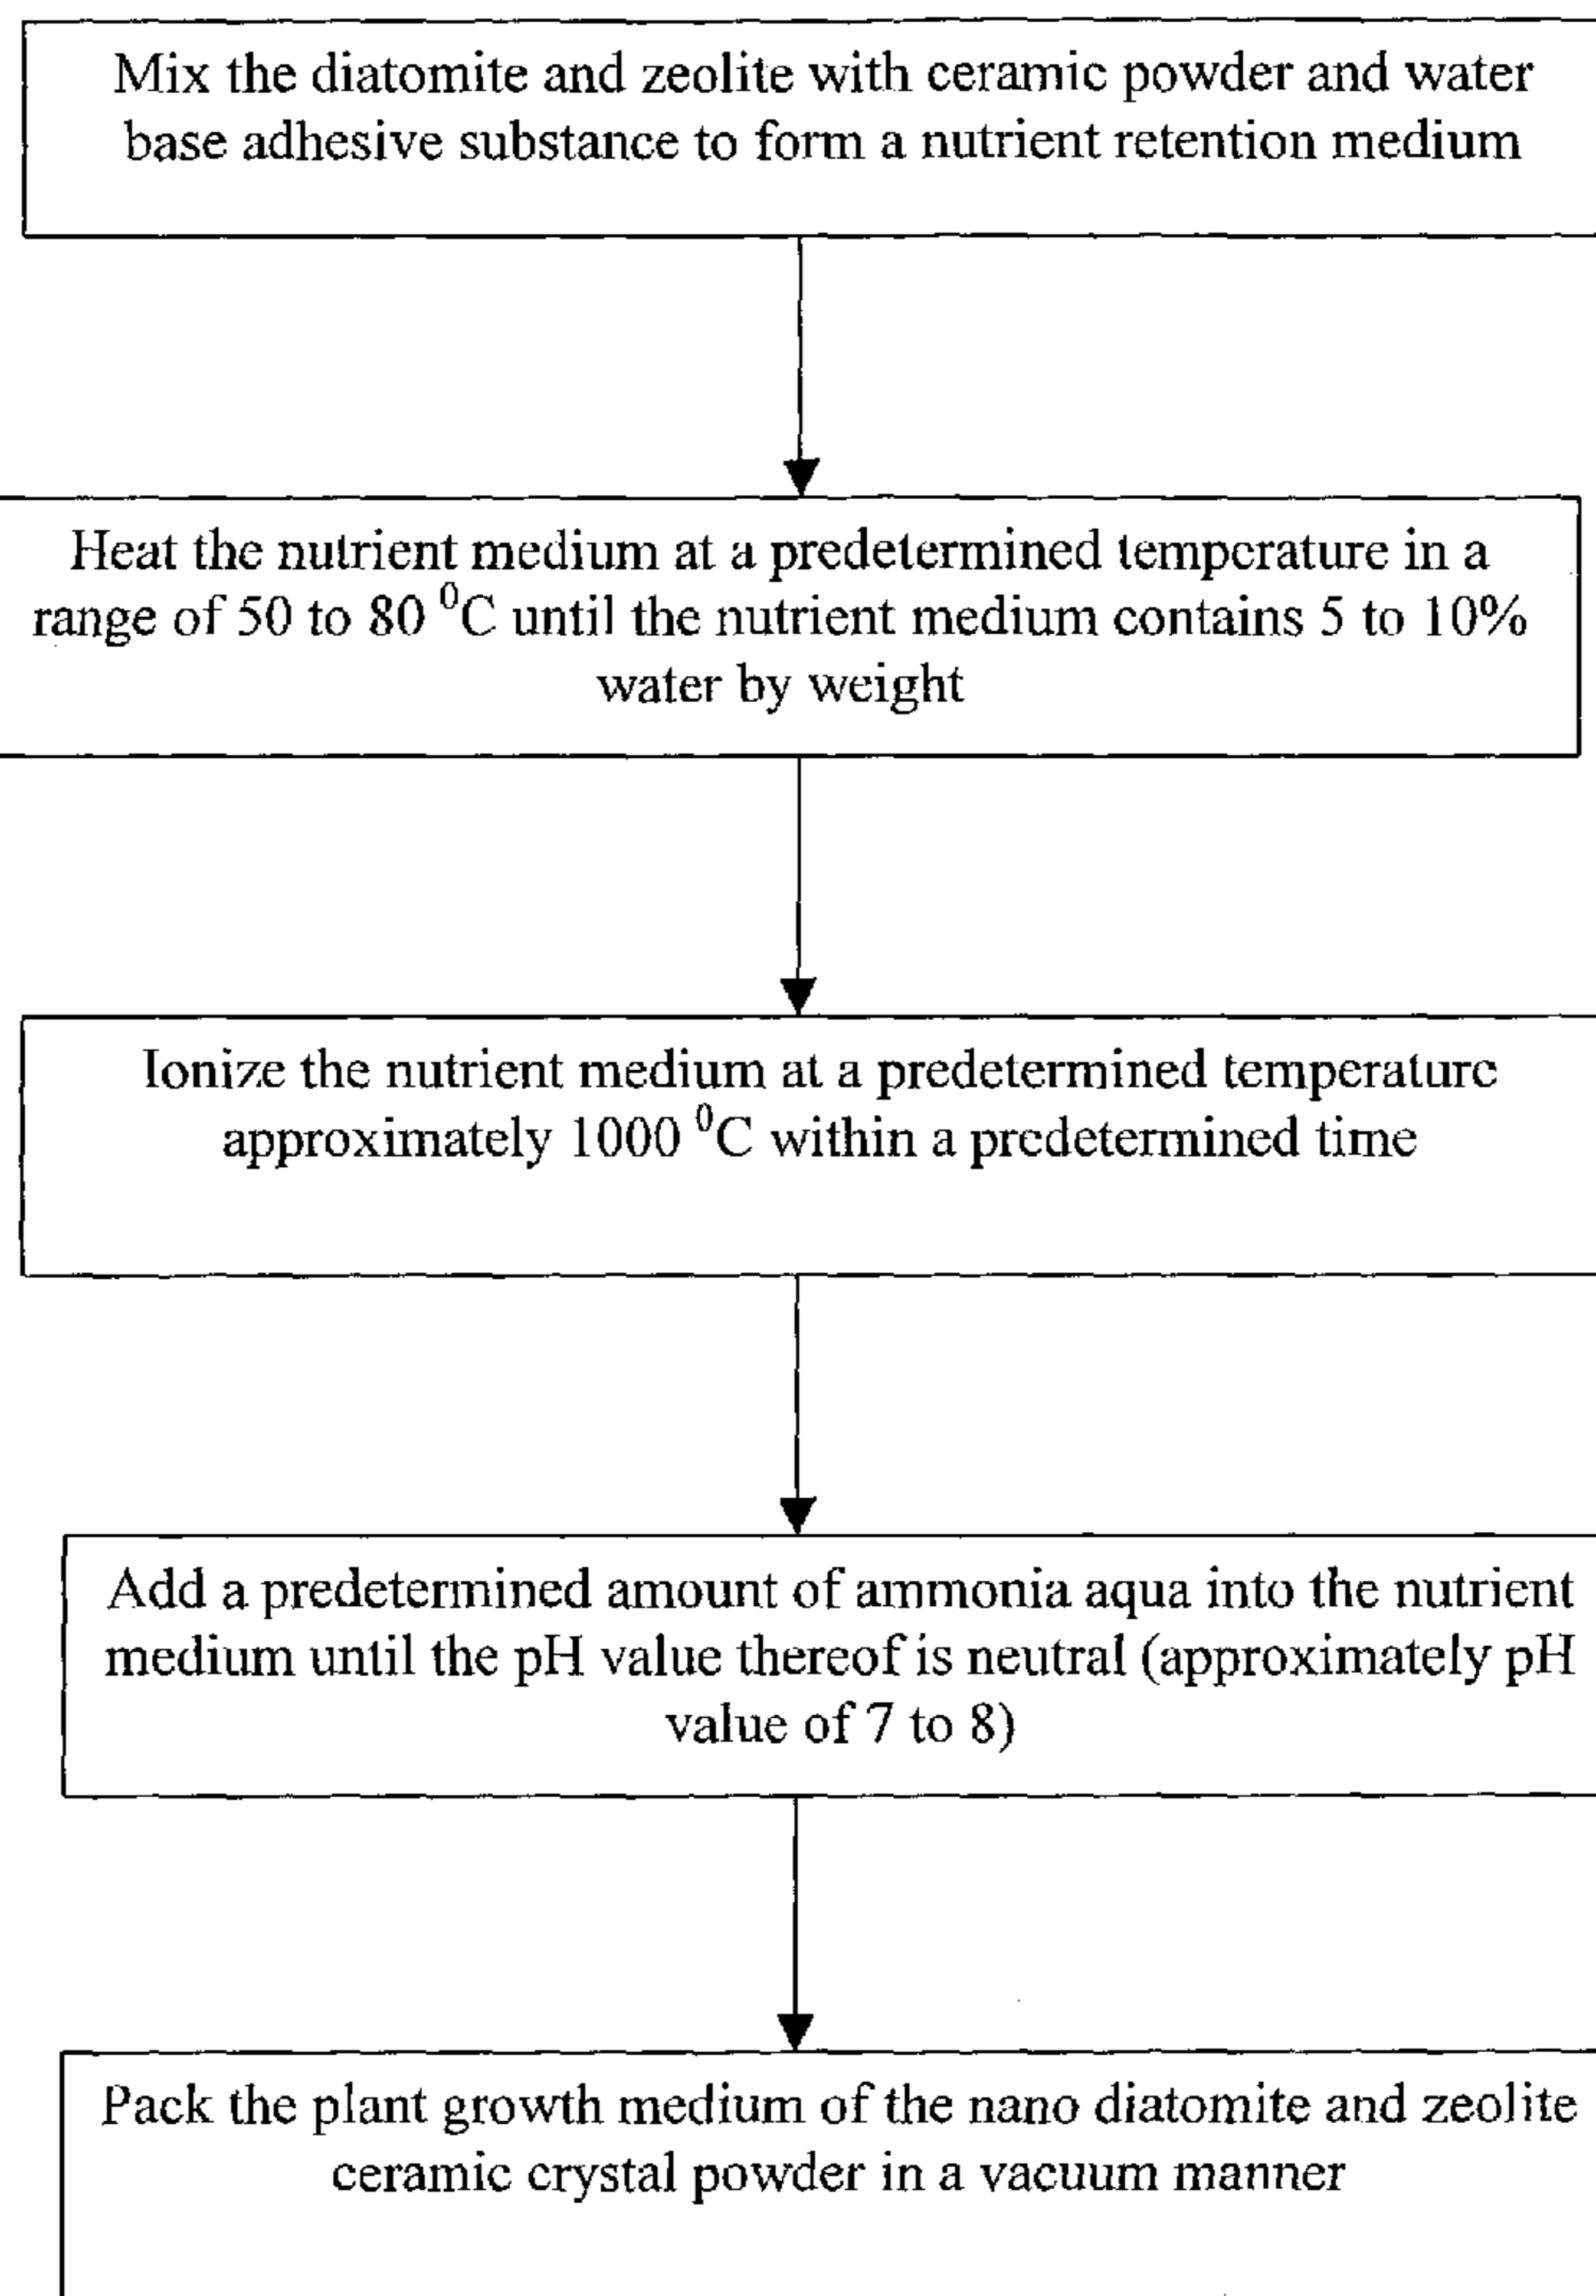 Mix the diatomite and zeolite with ceramic powder and water
base adhesive substance to form a nutrient retention medium
Heat the nutrient medium at a predetermined temperature in a
range of 50 to 80 ⁰C until the nutrient medium contains 5 to 10%
water by weight
Ionize the nutrient medium at a predetermined temperature
approximately 1000 ⁰C within a predetermined time
Add a predetermined amount of ammonia aqua into the nutrient
medium until the pH value thereof is neutral (approximately pH
value of 7 to 8)
Pack the plant growth medium of the nano diatomite and zeolite
ceramic crystal powder in a vacuum manner